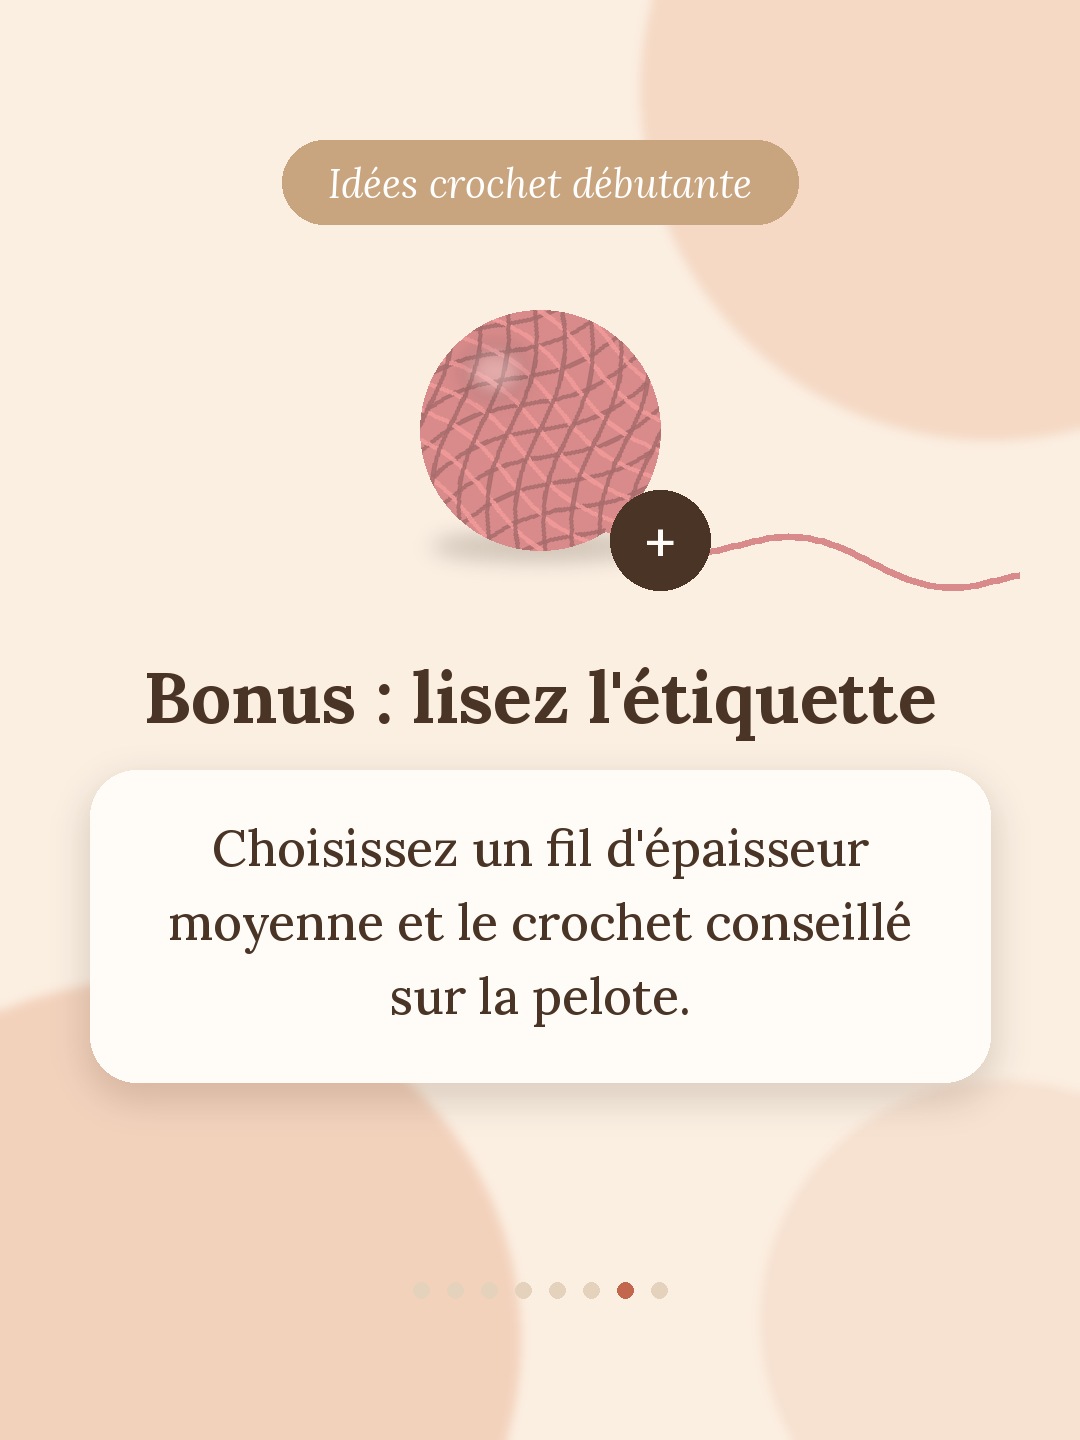 Idées crochet débutante
+
Bonus : lisez l'étiquette
Choisissez un fil d'épaisseur
moyenne et le crochet conseillé
sur la pelote.